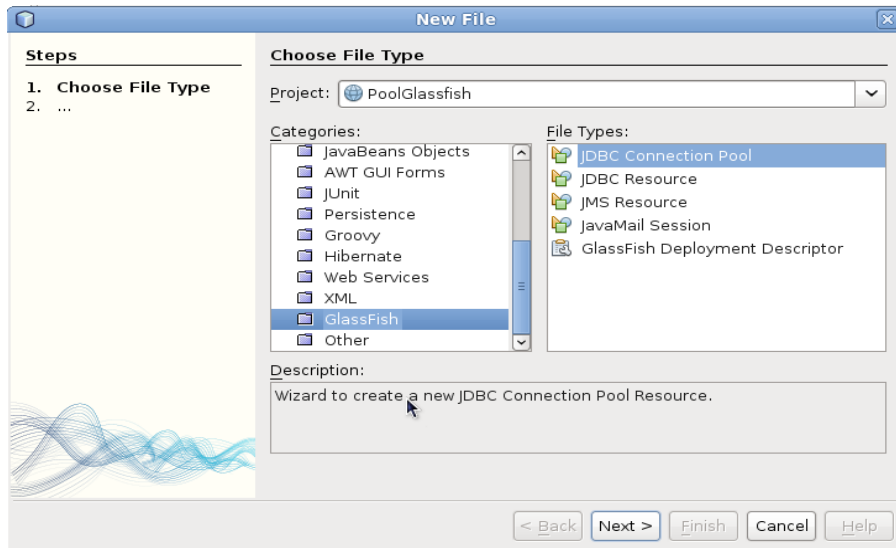 New File
Steps
1. Choose File Type
2. ...
Choose File Type
Project: PoolGlassfish
Categories:
JavaBeans Objects
AWT GUI Forms
JUnit
Persistence
Groovy
Hibernate
Web Services
XML
GlassFish
Other
File Types:
JDBC Connection Pool
JDBC Resource
JMS Resource
JavaMail Session
GlassFish Deployment Descriptor
Description:
Wizard to create a new JDBC Connection Pool Resource.
< Back Next > Finish Cancel Help